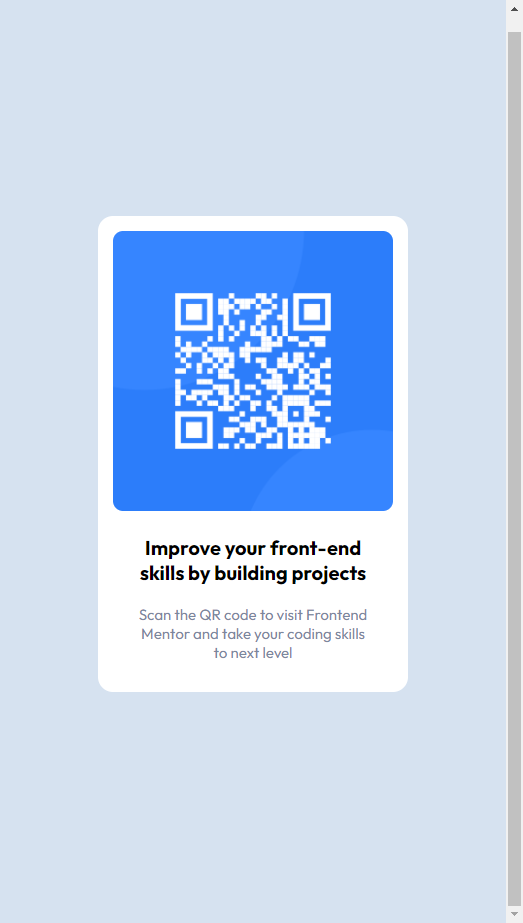 Improve your front-end
skills by building projects
Scan the QR code to visit Frontend
Mentor and take your coding skills
to next level